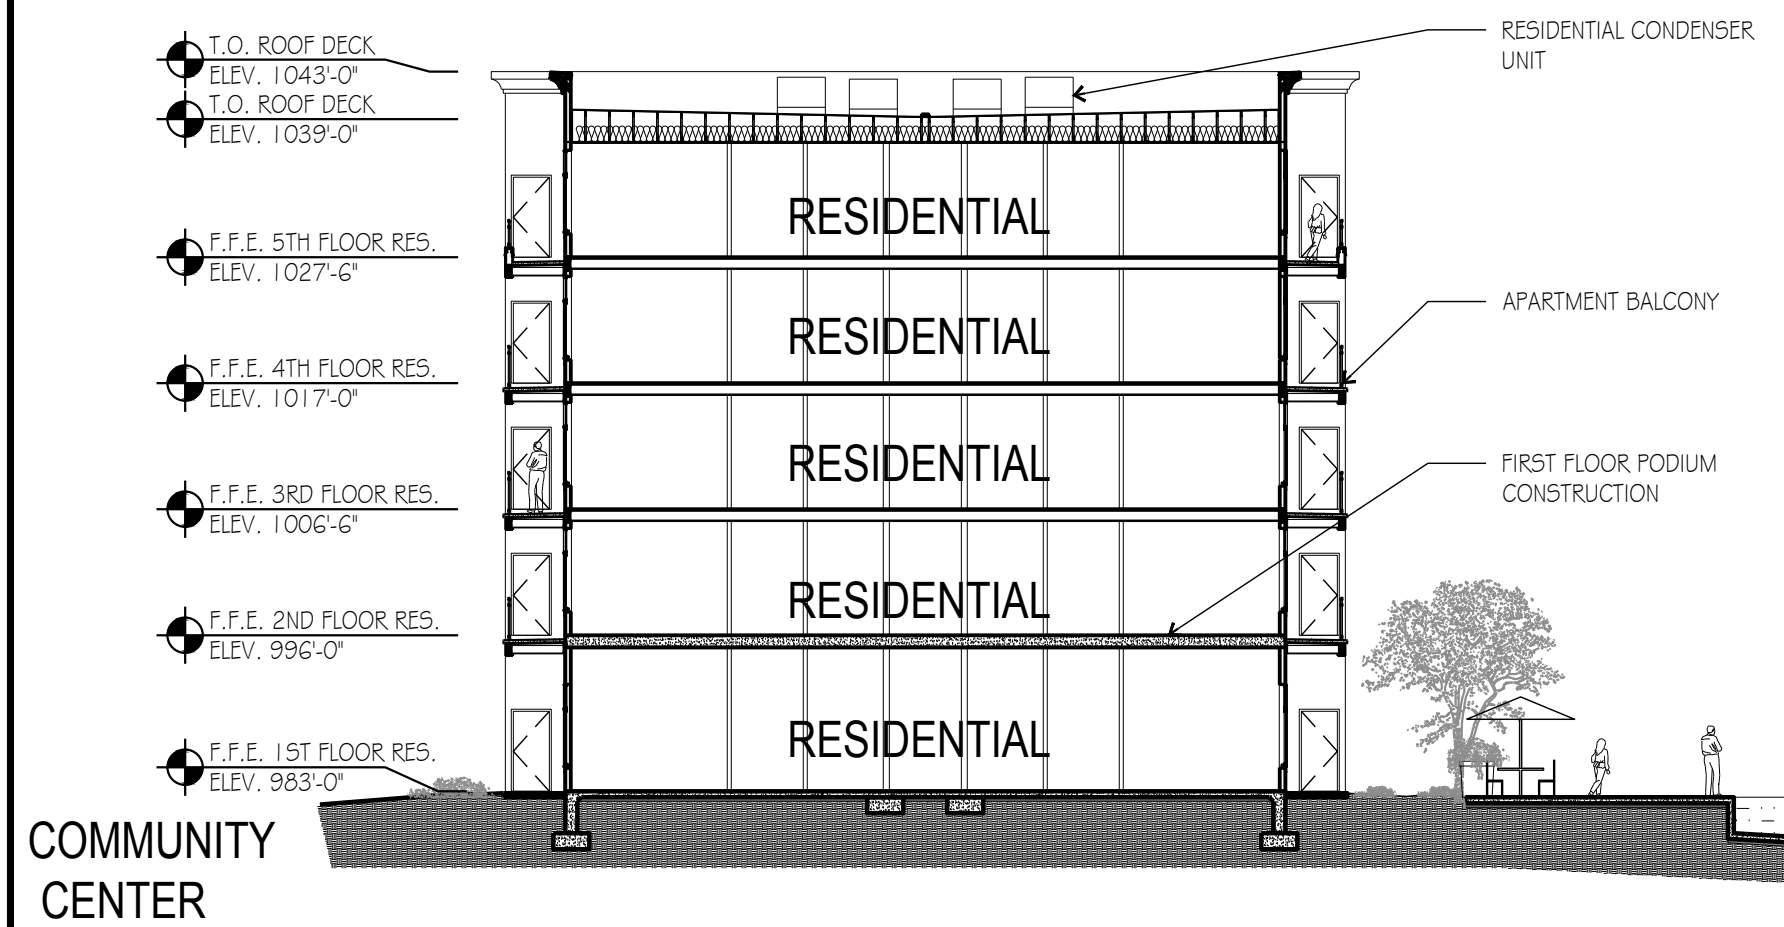 T.O. ROOF DECK
ELEV. 1043'-0"
T.O. ROOF DECK
ELEV. 1039'-0"
F.F.E. 5TH FLOOR RES.
ELEV. 1027'-6"
F.F.E. 4TH FLOOR RES.
ELEV. 1017'-0"
F.F.E. 3RD FLOOR RES.
ELEV. 1006'-6"
F.F.E. 2ND FLOOR RES.
ELEV. 996'-0"
F.F.E. 1ST FLOOR RES.
ELEV. 983'-0"
COMMUNITY
CENTER
RESIDENTIAL
RESIDENTIAL
RESIDENTIAL
RESIDENTIAL
RESIDENTIAL
RESIDENTIAL CONDENSER
UNIT
APARTMENT BALCONY
FIRST FLOOR PODIUM
CONSTRUCTION